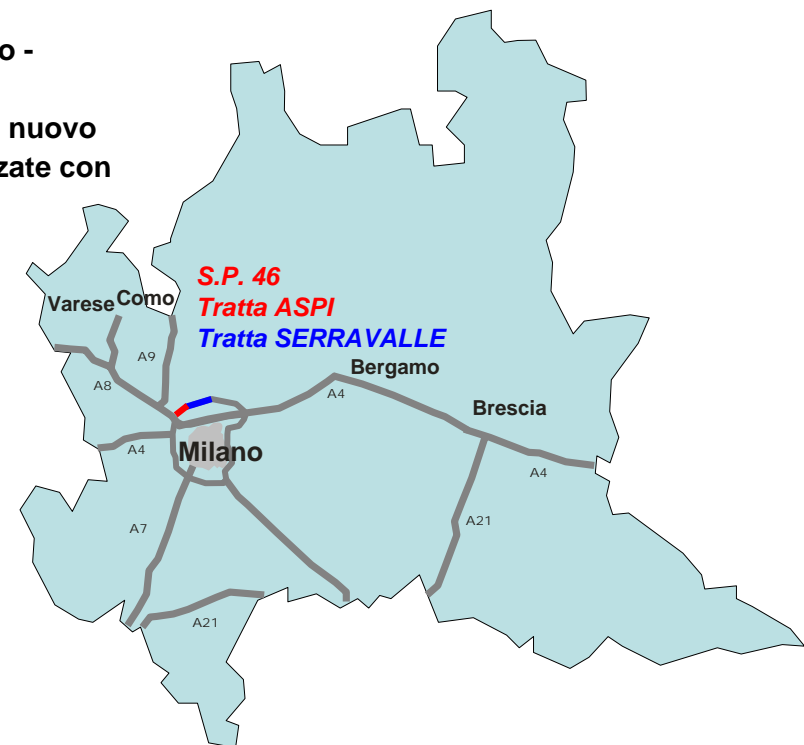 o -
nuovo
zate con
S.P. 46
Tratta ASPI
Tratta SERRAVALLE
Varese
Como
A9
A8
Bergamo
A4
Brescia
A4
Milano
A4
A7
A21
A21